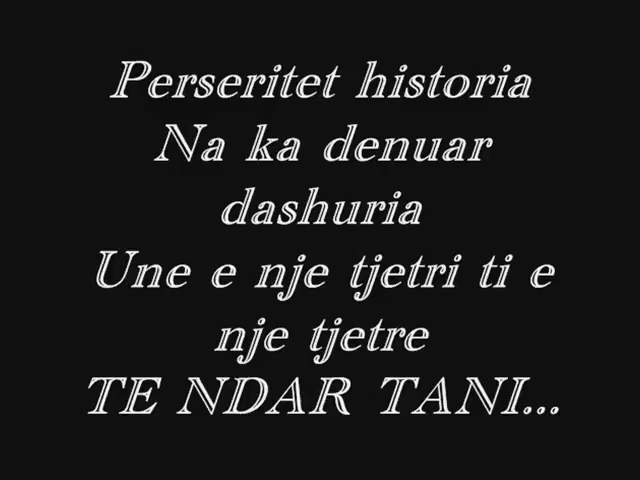 Perseritet historia
Na ka denuar
dashuria
Une e nje tjetri ti e
nje tjetre
TE NDAR TANI...